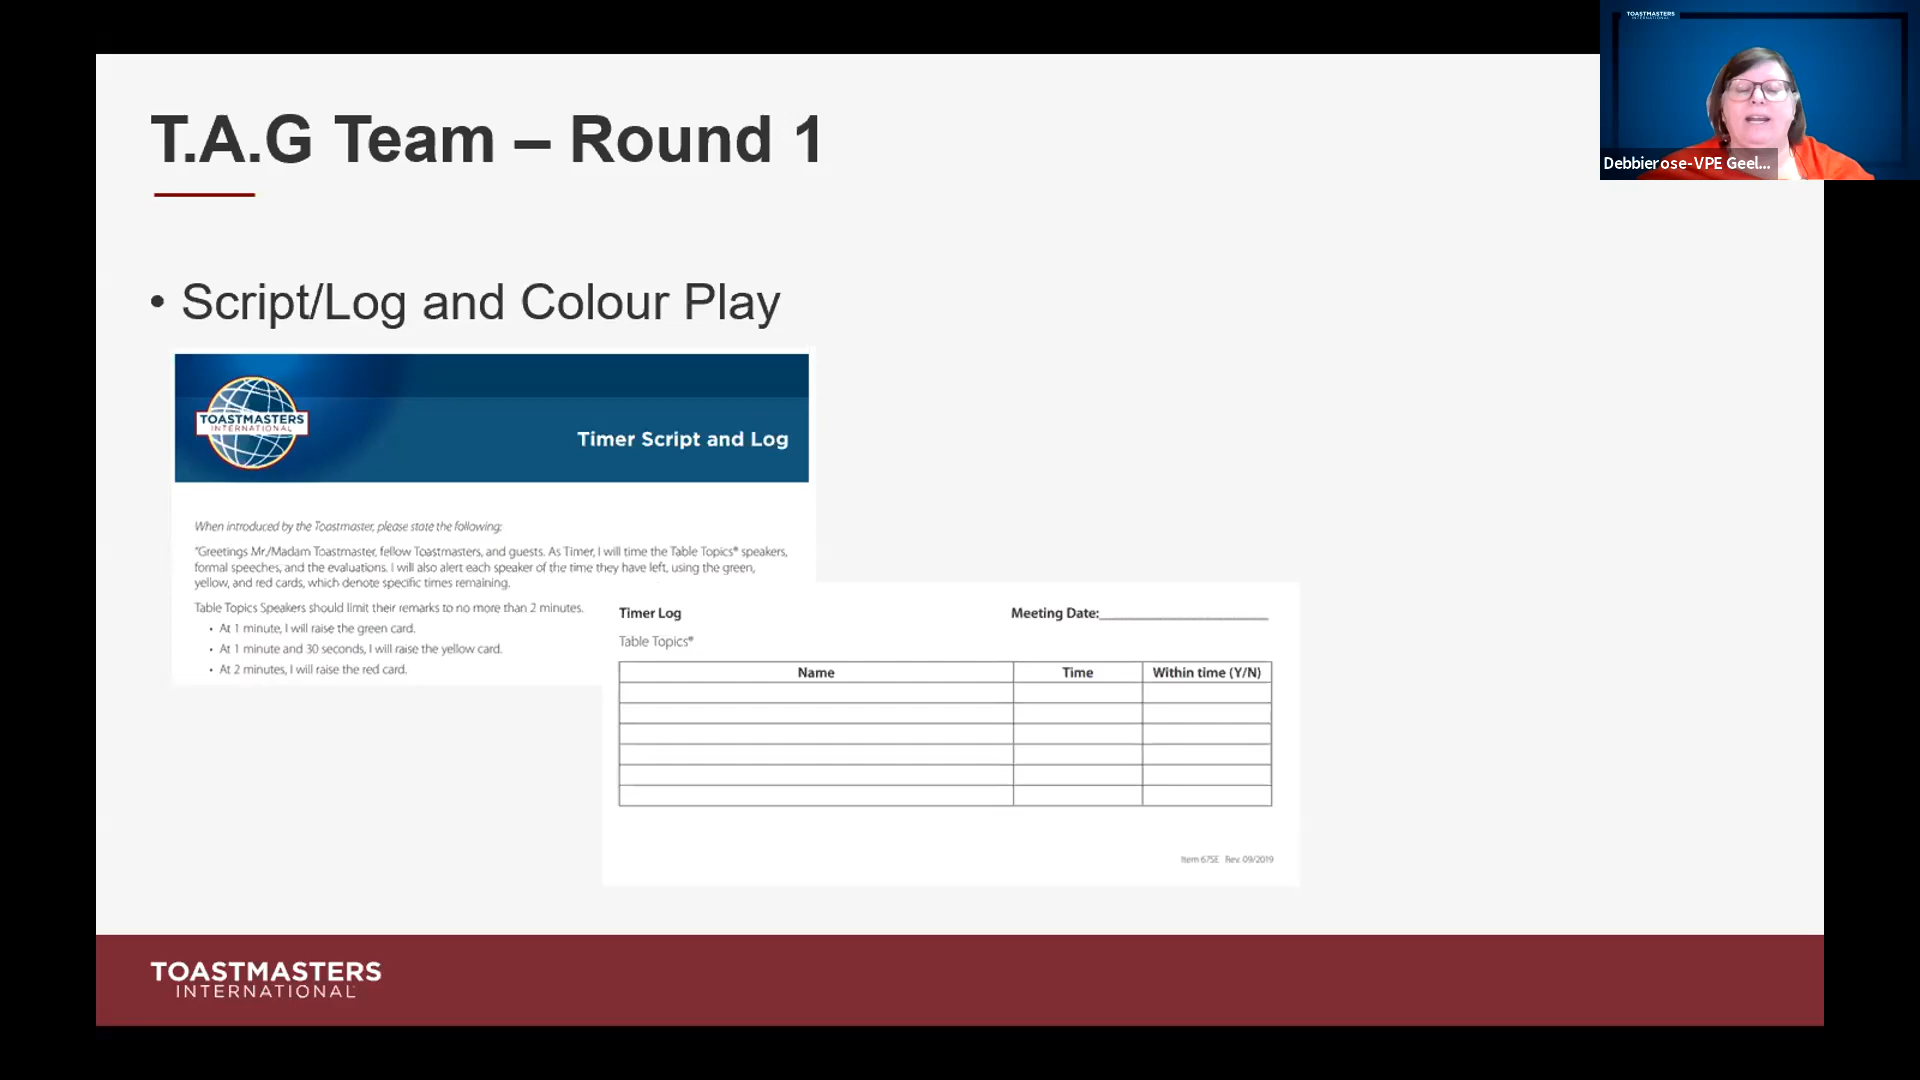 TOASTMASTERS
INTERNATIONAL
Debbierose-VPE Geel...
T.A.G Team – Round 1
• Script/Log and Colour Play
TOASTMASTERS
INTERNATIONAL
Timer Script and Log
When introduced by the Toastmaster, please state the following:
"Greetings Mr./Madam Toastmaster, fellow Toastmasters, and guests. As Timer, I will time the Table Topics® speakers,
formal speeches, and the evaluations. I will also alert each speaker of the time they have left, using the green,
yellow, and red cards, which denote specific times remaining.
Table Topics Speakers should limit their remarks to no more than 2 minutes.
• At 1 minute, I will raise the green card.
• At 1 minute and 30 seconds, I will raise the yellow card.
• At 2 minutes, I will raise the red card.
Timer Log Meeting Date:
Table Topics®
Name Time Within time (Y/N)
Item 675E Rev. 09/2019
TOASTMASTERS
INTERNATIONAL